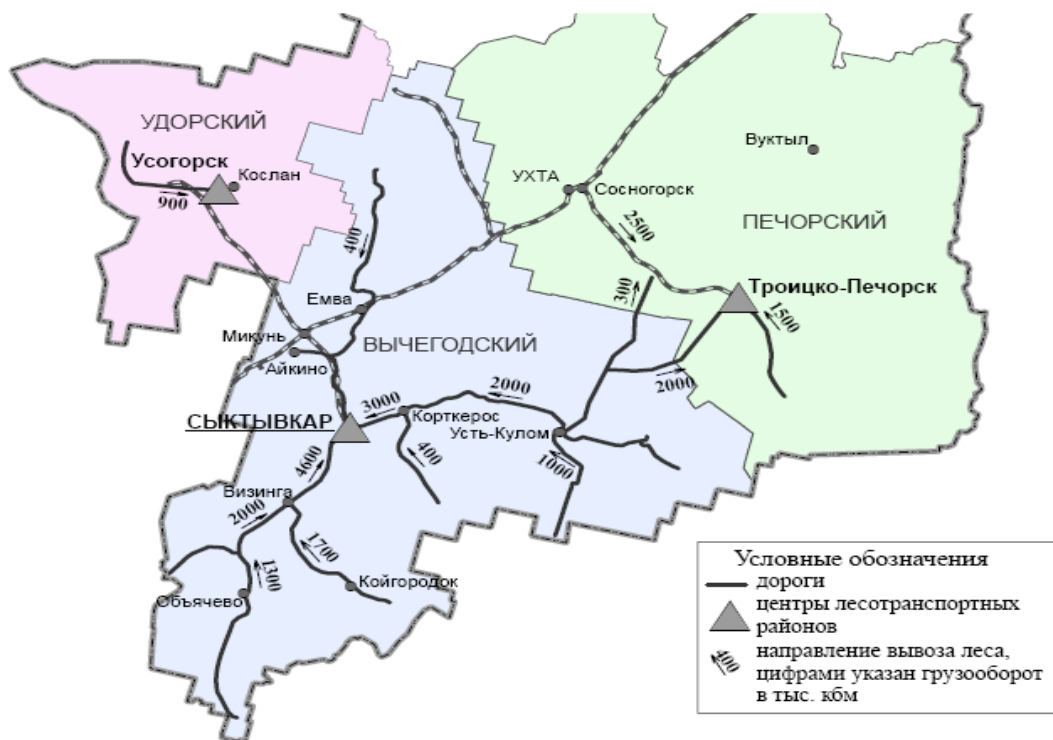 УДОРСКИЙ
Усогорск
Кослан
900
400
Вуктыл
УХТА
Сосногорск
2500
ПЕЧОРСКИЙ
Троицко-Печорск
300
1500
Емва
Микунь
ВЫЧЕГОДСКИЙ
Айкино
2000
2000
3000
СЫКТЫВКАР
Корткерос
Усть-Кулом
400
1000
4600
Визинга
2000
1700
1300
Койгородок
Объячево
Условные обозначения
дороги
центры лесотранспортных
районов
400
направление вывоза леса,
цифрами указан грузооборот
в тыс. кбм